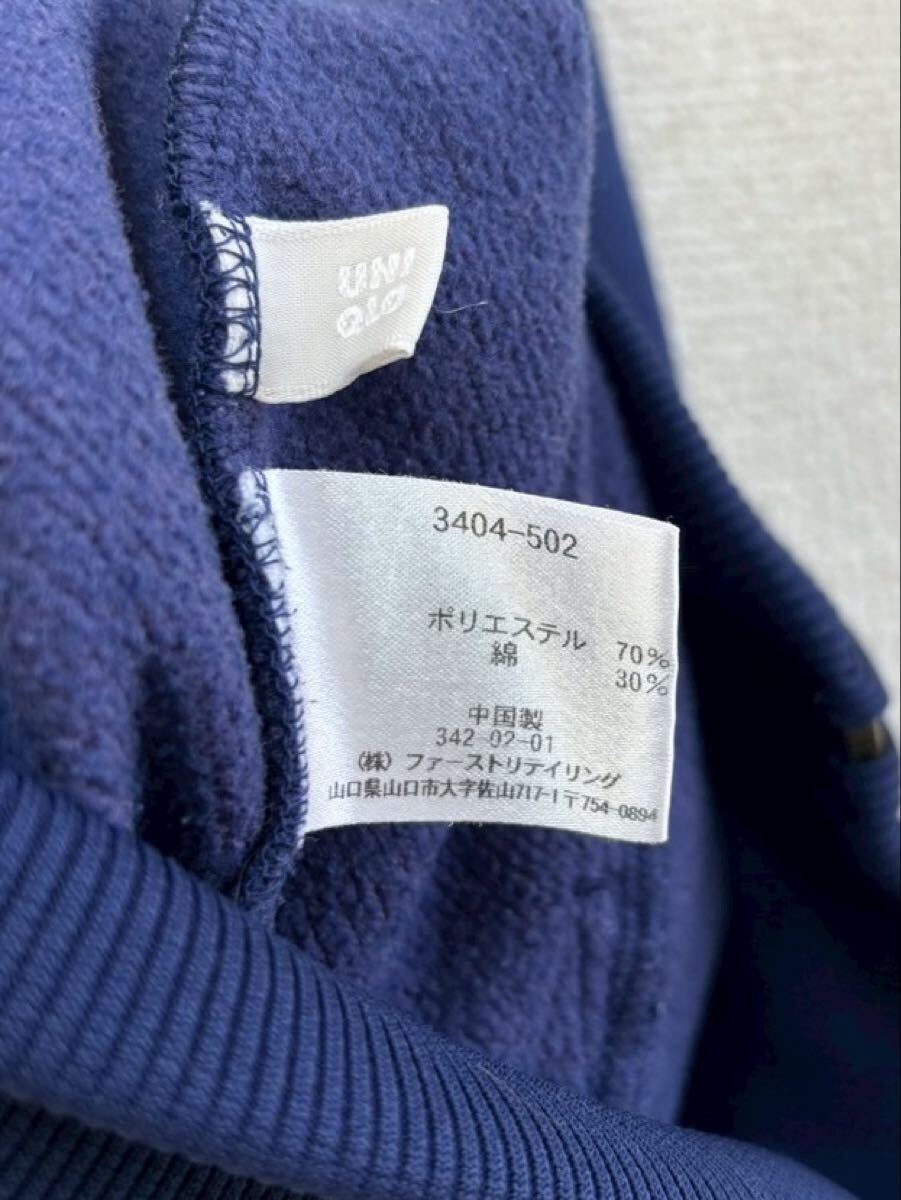 UNI
QLO
3404-502
ポリエステル 70%
綿 30%
中国製
342-02-01
(株) ファーストリテイリング
山口県山口市大字佐山717-1〒754-0894